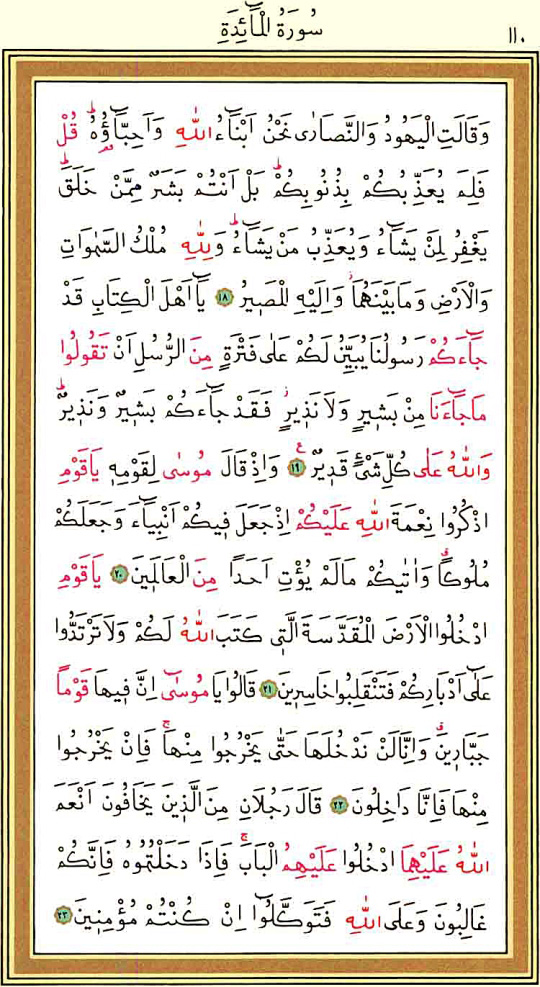 سُورَةُ الْمَٓائِدَةِ
١١٠
وَقَالَتِ الْيَهُودُ وَالنَّصَارٰى نَحْنُ اَبْنَٓاءُ اللّٰهِ وَاَحِبَّٓاؤُ۬هُۜ قُلْ
فَلِمَ يُعَذِّبُكُمْ بِذُنُوبِكُمْۜ بَلْ اَنْتُمْ بَشَرٌ مِمَّنْ خَلَقَۜ
يَغْفِرُ لِمَنْ يَشَٓاءُ وَيُعَذِّبُ مَنْ يَشَٓاءُۜ وَلِلّٰهِ مُلْكُ السَّمٰوَاتِ
وَالْاَرْضِ وَمَا بَيْنَهُمَاۘ وَاِلَيْهِ الْمَصٖيرُ ﴿١٨﴾ يَٓا اَهْلَ الْكِتَابِ قَدْ
جَٓاءَكُمْ رَسُولُنَا يُبَيِّنُ لَكُمْ عَلٰى فَتْرَةٍ مِنَ الرُّسُلِ اَنْ تَقُولُوا
مَا جَٓاءَنَا مِنْ بَشٖيرٍ وَلَا نَذٖيرٍۘ فَقَدْ جَٓاءَكُمْ بَشٖيرٌ وَنَذٖيرٌۜ
وَاللّٰهُ عَلٰى كُلِّ شَيْءٍ قَدٖيرٌ ﴿١٩﴾ وَاِذْ قَالَ مُوسٰى لِقَوْمِهٖ يَا قَوْمِ
اذْكُرُوا نِعْمَةَ اللّٰهِ عَلَيْكُمْ اِذْ جَعَلَ فٖيكُمْ اَنْبِيَٓاءَ وَجَعَلَكُمْ
مُلُوكاًۗ وَاٰتٰيكُمْ مَا لَمْ يُؤْتِ اَحَداً مِنَ الْعَالَمٖينَ ﴿٢٠﴾ يَا قَوْمِ
ادْخُلُوا الْاَرْضَ الْمُقَدَّسَةَ الَّتٖي كَتَبَ اللّٰهُ لَكُمْ وَلَا تَرْتَدُّوا
عَلٰٓى اَدْبَارِكُمْ فَتَنْقَلِبُوا خَاسِرٖينَ ﴿٢١﴾ قَالُوا يَا مُوسٰٓى اِنَّ فٖيهَا قَوْماً
جَبَّارٖينَۗ وَاِنَّا لَنْ نَدْخُلَهَا حَتّٰى يَخْرُجُوا مِنْهَاۚ فَاِنْ يَخْرُجُوا
مِنْهَا فَاِنَّا دَاخِلُونَ ﴿٢٢﴾ قَالَ رَجُلَانِ مِنَ الَّذٖينَ يَخَافُونَ اَنْعَمَ
اللّٰهُ عَلَيْهِمَا ادْخُلُوا عَلَيْهِمُ الْبَابَۚ فَاِذَا دَخَلْتُمُوهُ فَاِنَّكُمْ
غَالِبُونَ وَعَلَى اللّٰهِ فَتَوَكَّلُٓوا اِنْ كُنْتُمْ مُؤْمِنٖينَ ﴿٢٣﴾